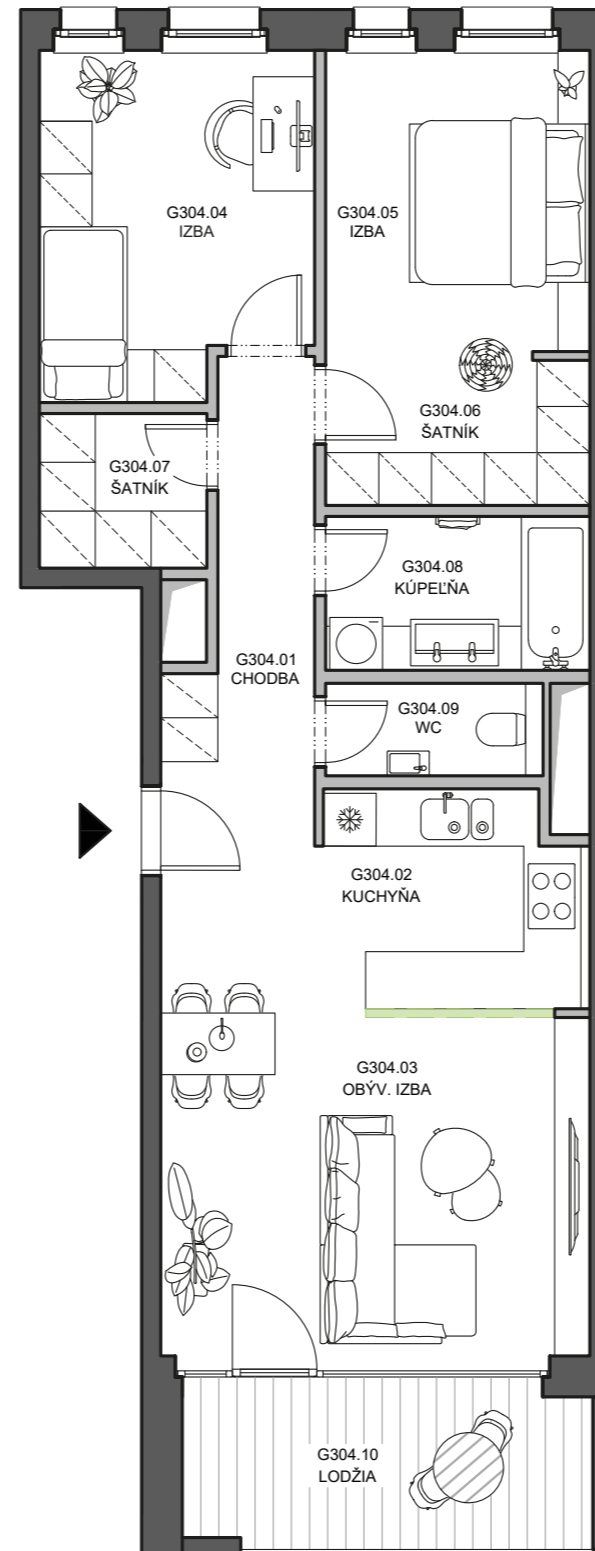 G304.04
IZBA
G304.05
IZBA
G304.06
ŠATNÍK
G304.07
ŠATNÍK
G304.08
KÚPEĽŇA
G304.01
CHODBA
G304.09
WC
G304.02
KUCHYŇA
G304.03
OBÝV. IZBA
G304.10
LODŽIA